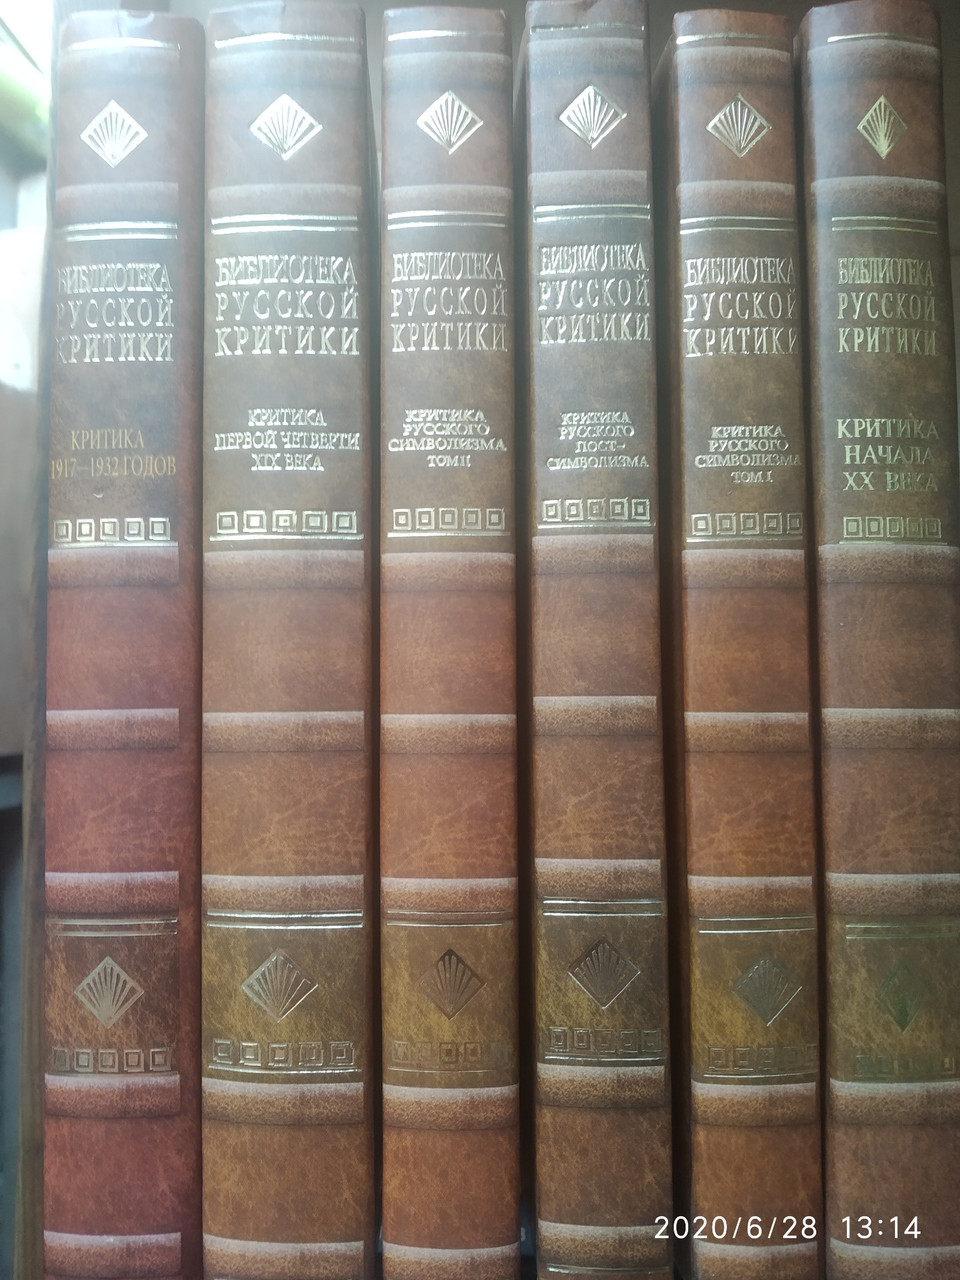 БИБЛИОТЕКА
РУССКОЙ
КРИТИКИ
КРИТИКА
1917—1932 ГОДОВ
БИБЛИОТЕКА
РУССКОЙ
КРИТИКИ
КРИТИКА
ПЕРВОЙ ЧЕТВЕРТИ
XIX ВЕКА
БИБЛИОТЕКА
РУССКОЙ
КРИТИКИ
КРИТИКА
РУССКОГО
СИМВОЛИЗМА
ТОМ II
БИБЛИОТЕКА
РУССКОЙ
КРИТИКИ
КРИТИКА
РУССКОГО
ПОСТ-
СИМВОЛИЗМА
БИБЛИОТЕКА
РУССКОЙ
КРИТИКИ
КРИТИКА
РУССКОГО
СИМВОЛИЗМА
ТОМ I
БИБЛИОТЕКА
РУССКОЙ
КРИТИКИ
КРИТИКА
НАЧАЛА
XX ВЕКА
2020/6/28 13:14